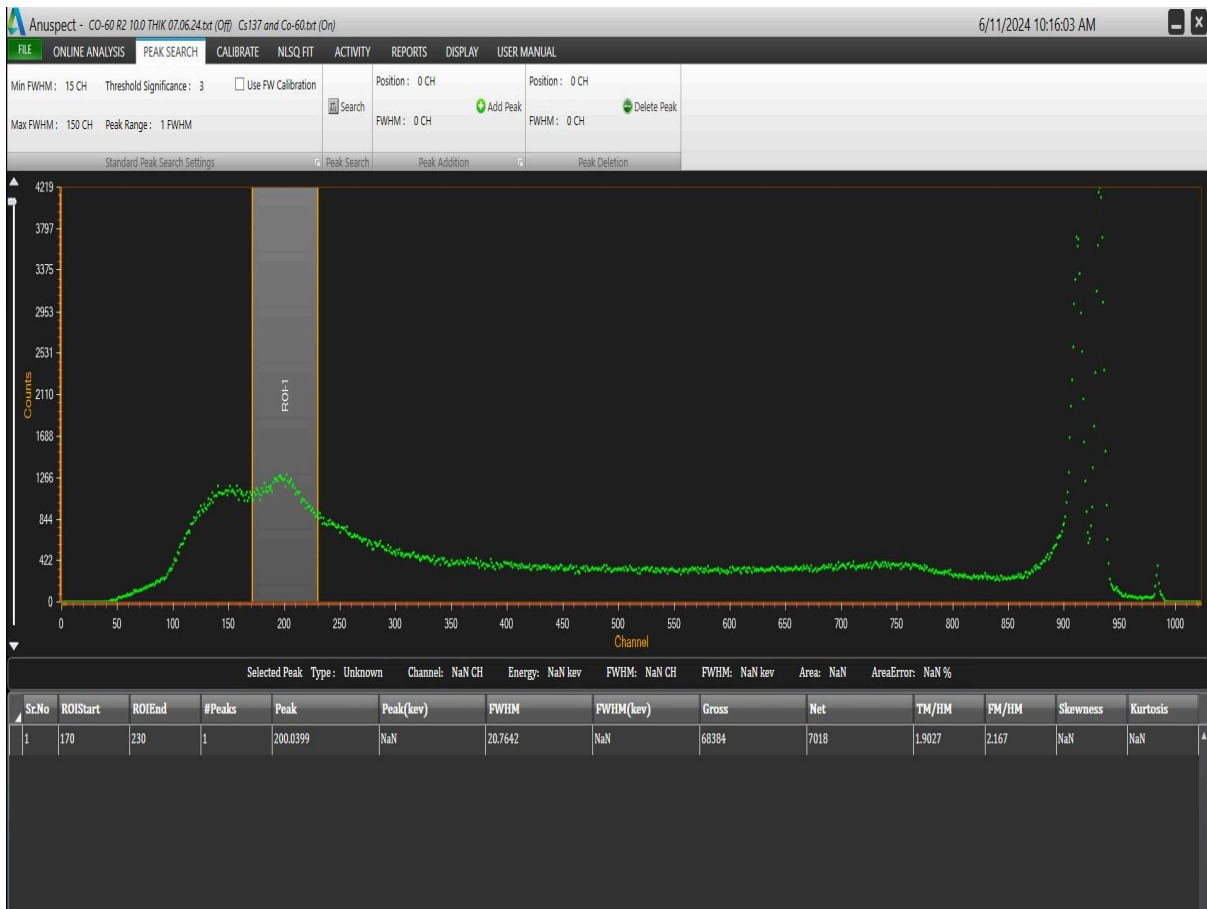 Anuspect - CO-60 R2 10.0 THIK 07.06.24.txt (Off) Cs137 and Co-60.txt (On) 6/11/2024 10:16:03 AM
FILE ONLINE ANALYSIS PEAK SEARCH CALIBRATE NLSQ FIT ACTIVITY REPORTS DISPLAY USER MANUAL
Min FWHM : 15 CH Threshold Significance : 3 Use FW Calibration Search Position : 0 CH Add Peak Position : 0 CH Delete Peak
Max FWHM : 150 CH Peak Range : 1 FWHM FWHM : 0 CH FWHM : 0 CH
Standard Peak Search Settings Peak Search Peak Addition Peak Deletion
4219
3797
3375
2953
2531
2110
1688
1266
844
422
0
Counts
ROI-1
0 50 100 150 200 250 300 350 400 450 500 550 600 650 700 750 800 850 900 950 1000
Channel
Selected Peak Type : Unknown Channel: NaN CH Energy: NaN kev FWHM: NaN CH FWHM: NaN kev Area: NaN AreaError: NaN %
Sr.No ROIStart ROIEnd #Peaks Peak Peak(kev) FWHM FWHM(kev) Gross Net TM/HM FM/HM Skewness Kurtosis
1 170 230 1 200.0399 NaN 20.7642 NaN 68384 7018 1.9027 2.167 NaN NaN